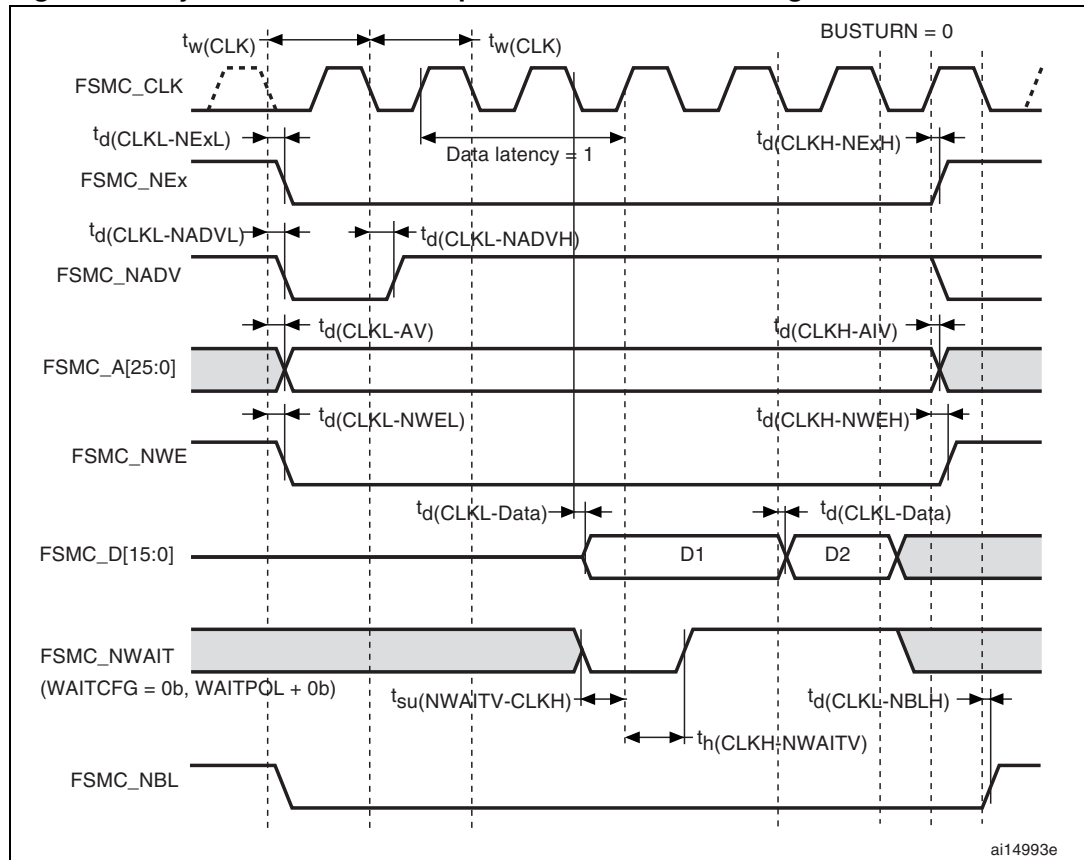 BUSTURN = 0
tw(CLK) tw(CLK)
FSMC_CLK
Data latency = 1
td(CLKL-NExL) td(CLKH-NExH)
FSMC_NEx
td(CLKL-NADVL) td(CLKL-NADVH)
FSMC_NADV
td(CLKL-AV) td(CLKH-AIV)
FSMC_A[25:0]
td(CLKL-NWEL) td(CLKH-NWEH)
FSMC_NWE
td(CLKL-Data) td(CLKL-Data)
FSMC_D[15:0] D1 D2
FSMC_NWAIT
(WAITCFG = 0b, WAITPOL + 0b)
tsu(NWAITV-CLKH) td(CLKL-NBLH)
th(CLKH-NWAITV)
FSMC_NBL
ai14993e